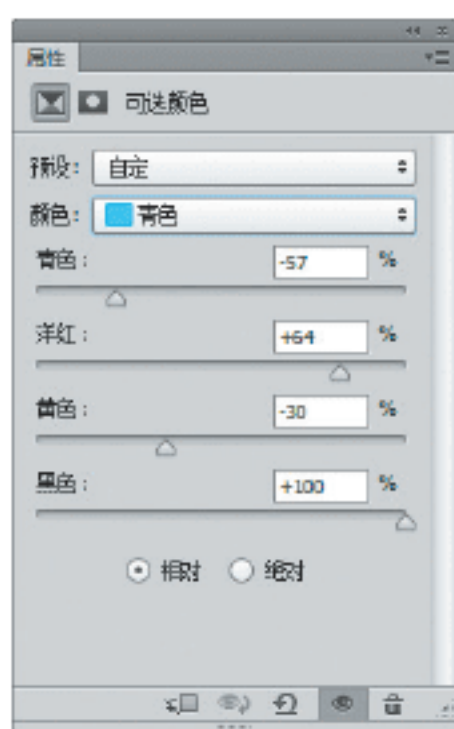 属性
可选颜色
预设： 自定
颜色： 青色
青色： -57 %
洋红： +64 %
黄色： -30 %
黑色： +100 %
相对 绝对